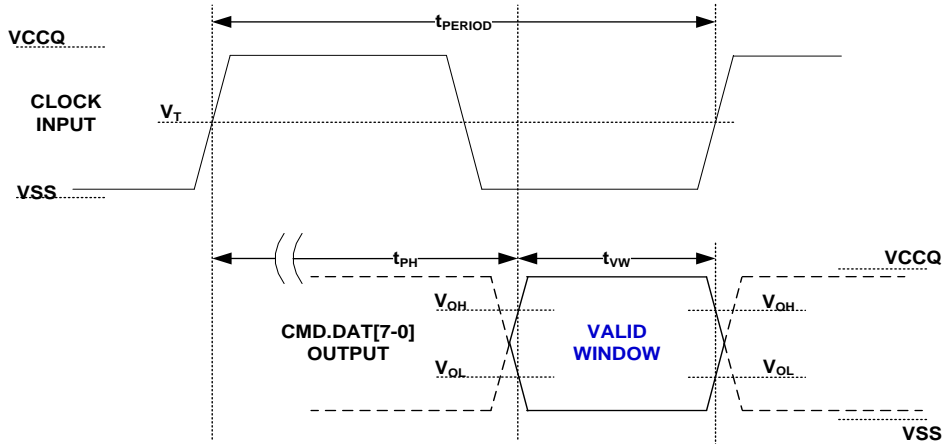 tPERIOD
VCCQ
CLOCK
INPUT
VT
VSS
tPH
tVW
VCCQ
VOH
VOH
CMD.DAT[7-0]
OUTPUT
VALID
WINDOW
VOL
VOL
VSS